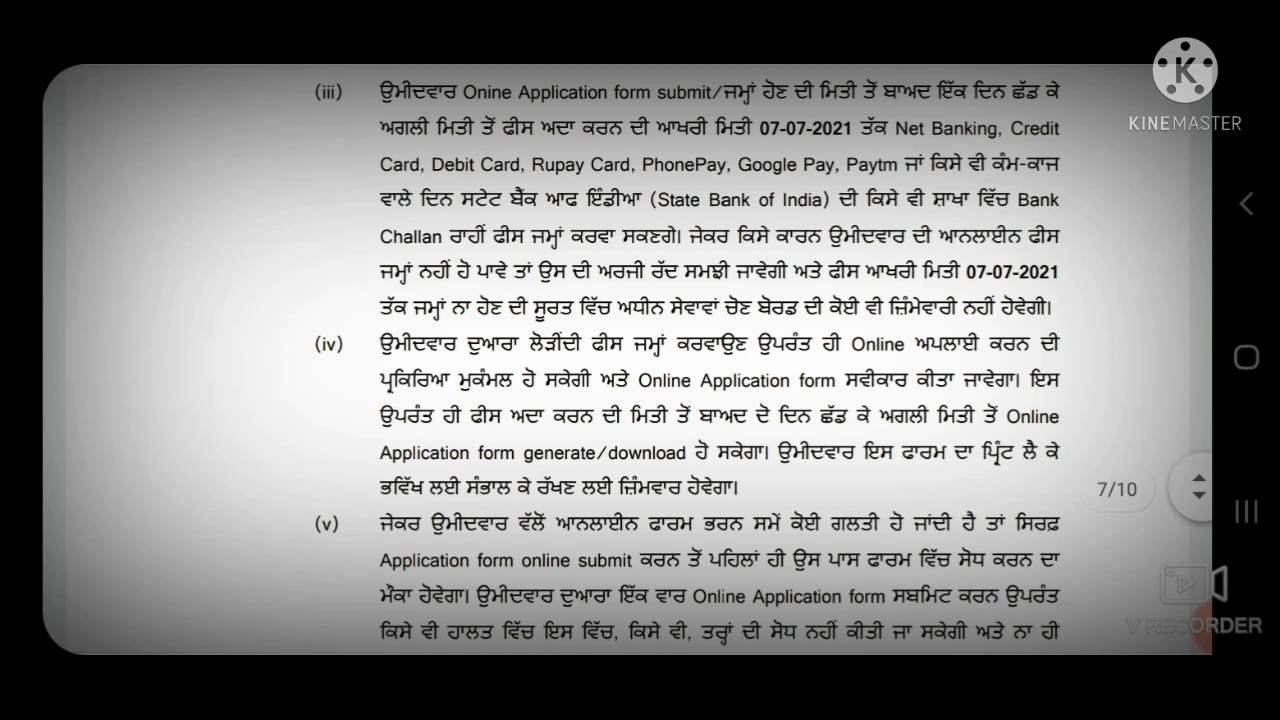 (iii) ਉਮੀਦਵਾਰ Onine Application form submit/ਜਮ੍ਹਾਂ ਹੋਣ ਦੀ ਮਿਤੀ ਤੋਂ ਬਾਅਦ ਇੱਕ ਦਿਨ ਛੱਡ ਕੇ
ਅਗਲੀ ਮਿਤੀ ਤੋਂ ਫੀਸ ਅਦਾ ਕਰਨ ਦੀ ਆਖਰੀ ਮਿਤੀ 07-07-2021 ਤੱਕ Net Banking, Credit
Card, Debit Card, Rupay Card, PhonePay, Google Pay, Paytm ਜਾਂ ਕਿਸੇ ਵੀ ਕੰਮ-ਕਾਜ
ਵਾਲੇ ਦਿਨ ਸਟੇਟ ਬੈਂਕ ਆਫ ਇੰਡੀਆ (State Bank of India) ਦੀ ਕਿਸੇ ਵੀ ਸ਼ਾਖਾ ਵਿੱਚ Bank
Challan ਰਾਹੀਂ ਫੀਸ ਜਮ੍ਹਾਂ ਕਰਵਾ ਸਕਣਗੇ। ਜੇਕਰ ਕਿਸੇ ਕਾਰਨ ਉਮੀਦਵਾਰ ਦੀ ਆਨਲਾਈਨ ਫੀਸ
ਜਮ੍ਹਾਂ ਨਹੀਂ ਹੋ ਪਾਵੇ ਤਾਂ ਉਸ ਦੀ ਅਰਜੀ ਰੱਦ ਸਮਝੀ ਜਾਵੇਗੀ ਅਤੇ ਫੀਸ ਆਖਰੀ ਮਿਤੀ 07-07-2021
ਤੱਕ ਜਮ੍ਹਾਂ ਨਾ ਹੋਣ ਦੀ ਸੂਰਤ ਵਿੱਚ ਅਧੀਨ ਸੇਵਾਵਾਂ ਚੋਣ ਬੋਰਡ ਦੀ ਕੋਈ ਵੀ ਜ਼ਿੰਮੇਵਾਰੀ ਨਹੀਂ ਹੋਵੇਗੀ।
(iv) ਉਮੀਦਵਾਰ ਦੁਆਰਾ ਲੋੜੀਂਦੀ ਫੀਸ ਜਮ੍ਹਾਂ ਕਰਵਾਉਣ ਉਪਰੰਤ ਹੀ Online ਅਪਲਾਈ ਕਰਨ ਦੀ
ਪ੍ਰਕਿਰਿਆ ਮੁਕੰਮਲ ਹੋ ਸਕੇਗੀ ਅਤੇ Online Application form ਸਵੀਕਾਰ ਕੀਤਾ ਜਾਵੇਗਾ। ਇਸ
ਉਪਰੰਤ ਹੀ ਫੀਸ ਅਦਾ ਕਰਨ ਦੀ ਮਿਤੀ ਤੋਂ ਬਾਅਦ ਦੋ ਦਿਨ ਛੱਡ ਕੇ ਅਗਲੀ ਮਿਤੀ ਤੋਂ Online
Application form generate/download ਹੋ ਸਕੇਗਾ। ਉਮੀਦਵਾਰ ਇਸ ਫਾਰਮ ਦਾ ਪ੍ਰਿੰਟ ਲੈ ਕੇ
ਭਵਿੱਖ ਲਈ ਸੰਭਾਲ ਕੇ ਰੱਖਣ ਲਈ ਜ਼ਿੰਮਵਾਰ ਹੋਵੇਗਾ।
(v) ਜੇਕਰ ਉਮੀਦਵਾਰ ਵੱਲੋਂ ਆਨਲਾਈਨ ਫਾਰਮ ਭਰਨ ਸਮੇਂ ਕੋਈ ਗਲਤੀ ਹੋ ਜਾਂਦੀ ਹੈ ਤਾਂ ਸਿਰਫ਼
Application form online submit ਕਰਨ ਤੋਂ ਪਹਿਲਾਂ ਹੀ ਉਸ ਪਾਸ ਫਾਰਮ ਵਿੱਚ ਸੋਧ ਕਰਨ ਦਾ
ਮੌਕਾ ਹੋਵੇਗਾ। ਉਮੀਦਵਾਰ ਦੁਆਰਾ ਇੱਕ ਵਾਰ Online Application form ਸਬਮਿਟ ਕਰਨ ਉਪਰੰਤ
ਕਿਸੇ ਵੀ ਹਾਲਤ ਵਿੱਚ ਇਸ ਵਿੱਚ, ਕਿਸੇ ਵੀ, ਤਰ੍ਹਾਂ ਦੀ ਸੋਧ ਨਹੀਂ ਕੀਤੀ ਜਾ ਸਕੇਗੀ ਅਤੇ ਨਾ ਹੀ
K
KINEMASTER
7/10
V RECORDER